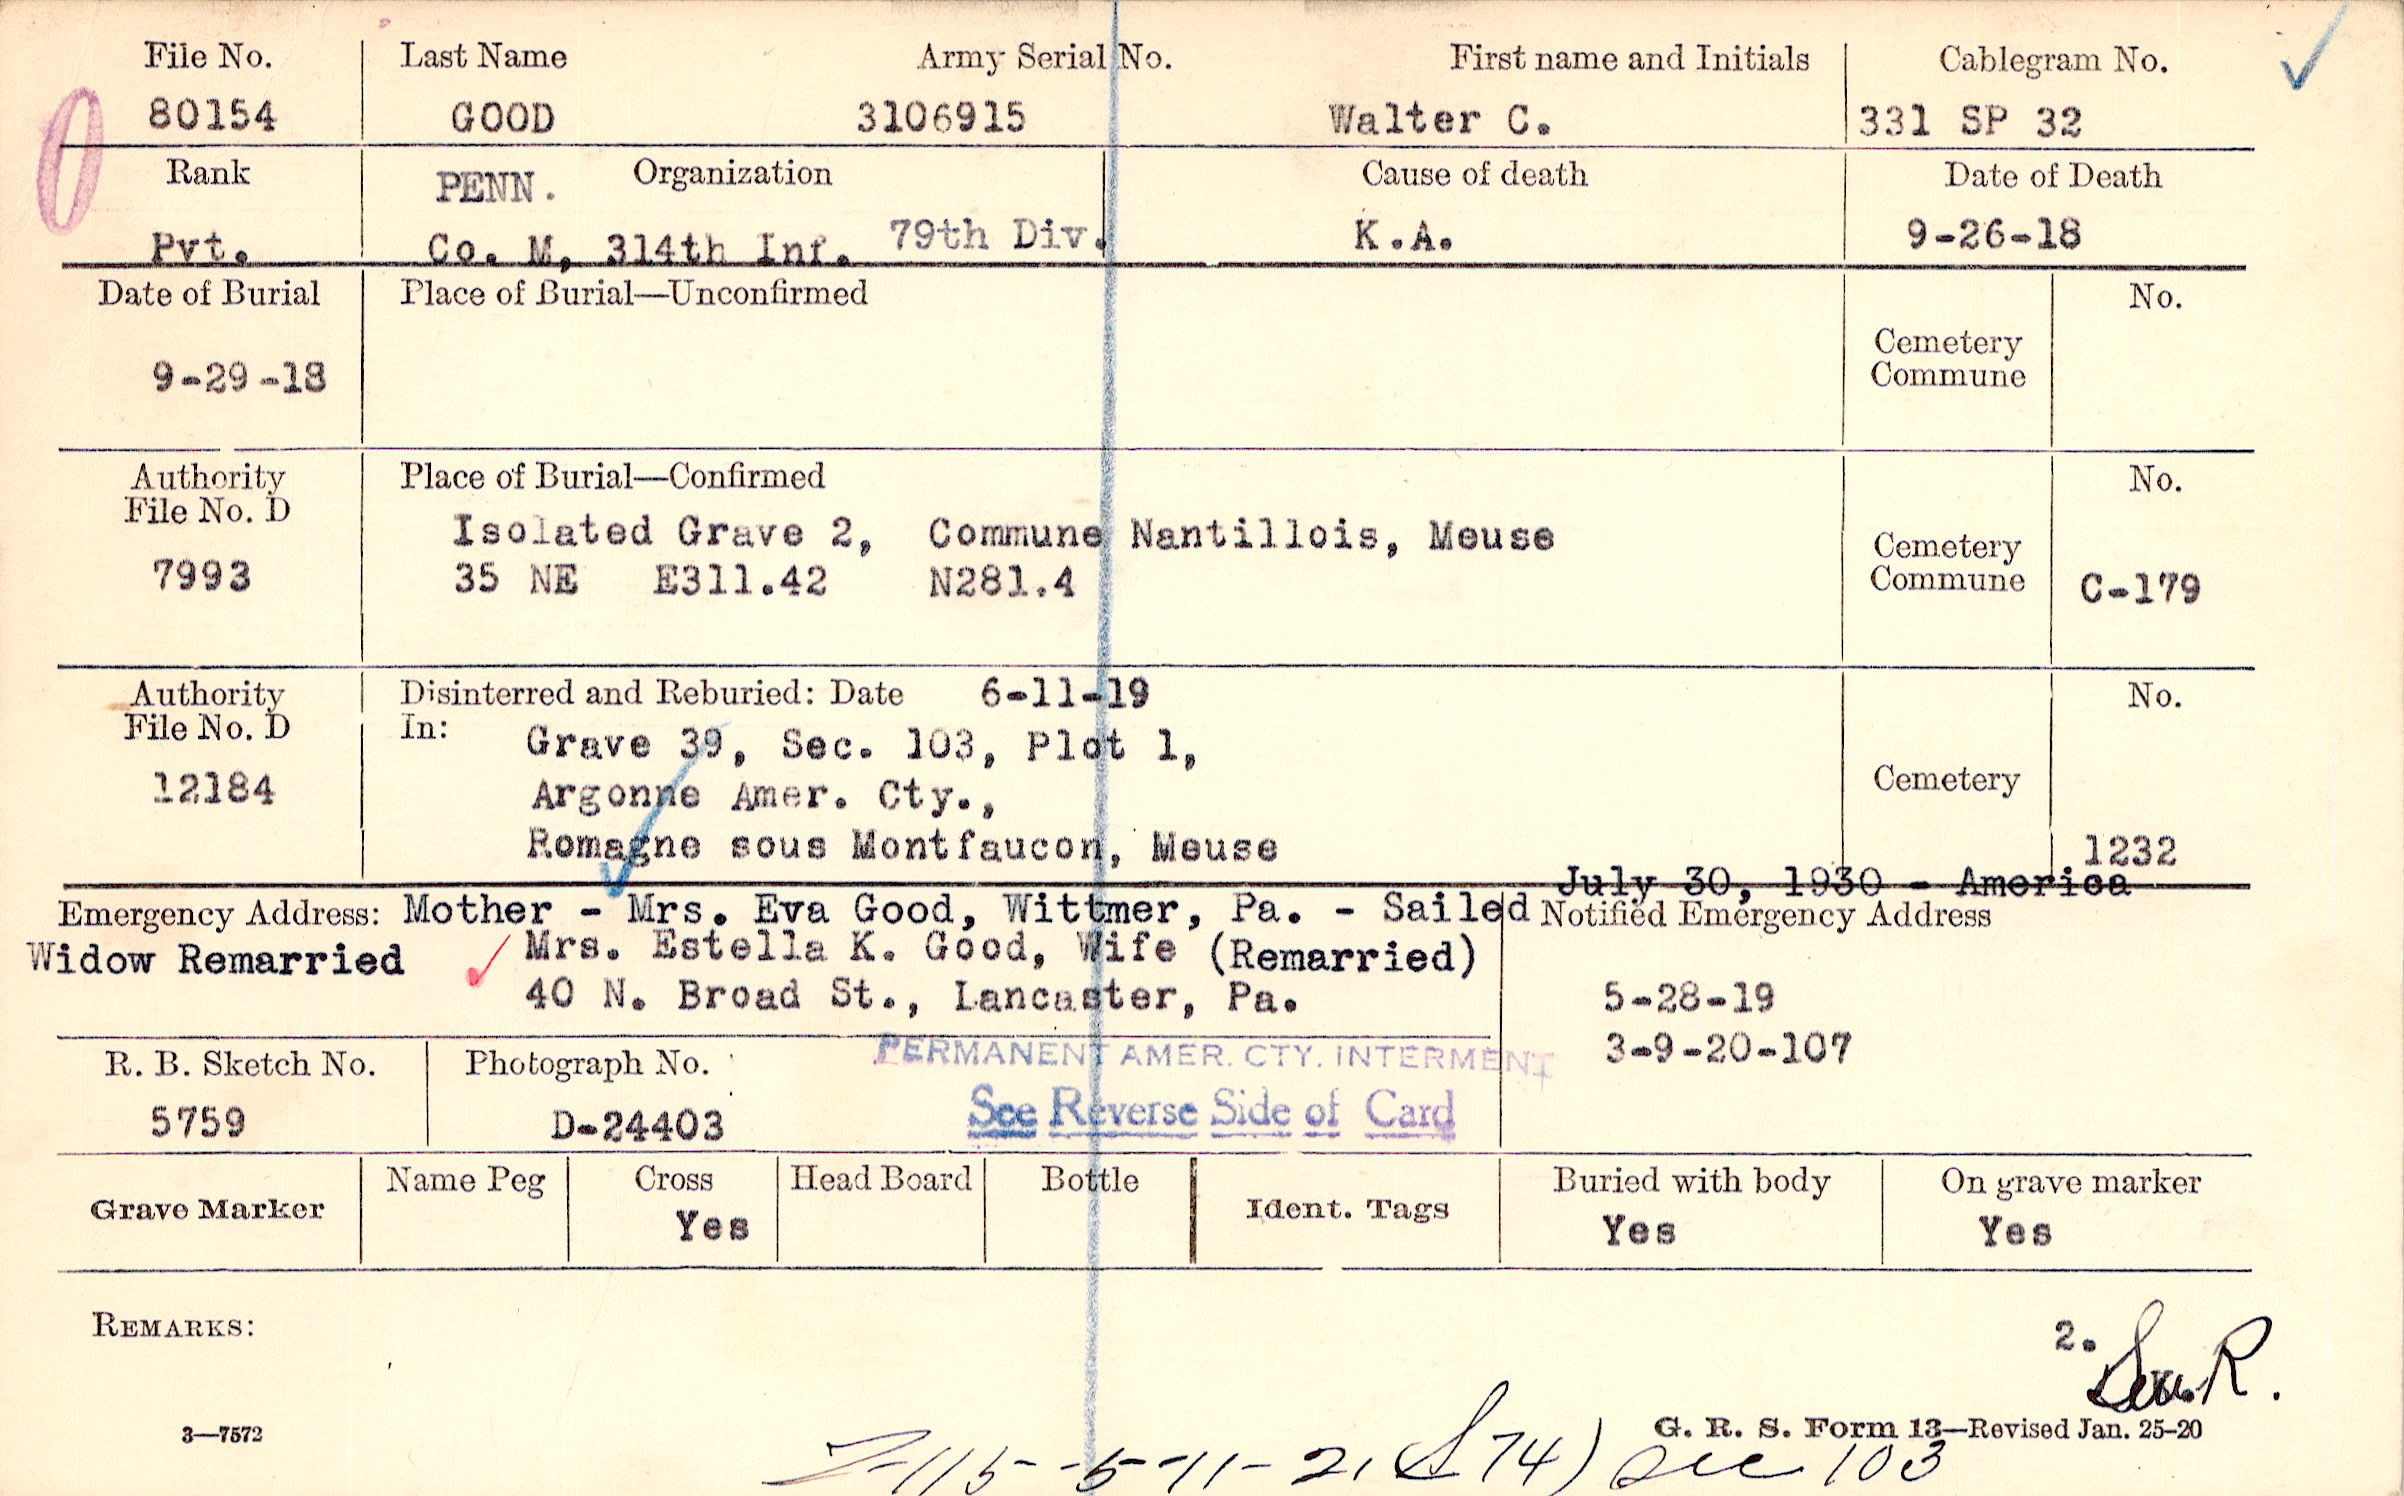 File No. Last Name Army Serial No. First name and Initials Cablegram No.
80154 GOOD 3106915 Walter C. 331 SP 32
Rank PENN. Organization Cause of death Date of Death
Pvt. Co. M, 314th Inf. 79th Div. K.A. 9-26-18
Date of Burial Place of Burial—Unconfirmed No.
Cemetery
9-29-18 Commune
Authority Place of Burial—Confirmed No.
File No. D
Isolated Grave 2, Commune Nantillois, Meuse Cemetery
7993 35 NE E311.42 N281.4 Commune C-179
Authority Disinterred and Reburied: Date 6-11-19 No.
File No. D In: Grave 39, Sec. 103, Plot 1,
12184 Argonne Amer. Cty., Cemetery
Romagne sous Montfaucon, Meuse 1232
July 30, 1930 - America
Emergency Address: Mother - Mrs. Eva Good, Wittmer, Pa. - Sailed Notified Emergency Address
Widow Remarried Mrs. Estella K. Good, Wife (Remarried)
40 N. Broad St., Lancaster, Pa. 5-28-19
3-9-20-107
R. B. Sketch No. Photograph No. PERMANENT AMER. CTY. INTERMENT
5759 D-24403 See Reverse Side of Card
Grave Marker Name Peg Cross Head Board Bottle Ident. Tags Buried with body On grave marker
Yes Yes Yes
REMARKS: 2.
3—7572 G. R. S. Form 13—Revised Jan. 25-20
-115--5-11-21 (S 74) Sec 103